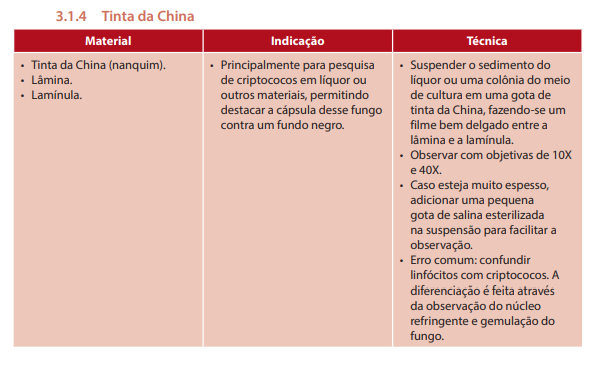 3.1.4 Tinta da China
Material
Indicação
Técnica
• Tinta da China (nanquim).
• Lâmina.
• Lamínula.
• Principalmente para pesquisa
de criptococos em líquor ou
outros materiais, permitindo
destacar a cápsula desse fungo
contra um fundo negro.
• Suspender o sedimento do
líquor ou uma colônia do meio
de cultura em uma gota de
tinta da China, fazendo-se um
filme bem delgado entre a
lâmina e a lamínula.
• Observar com objetivas de 10X
e 40X.
• Caso esteja muito espesso,
adicionar uma pequena
gota de salina esterilizada
na suspensão para facilitar a
observação.
• Erro comum: confundir
linfócitos com criptococos. A
diferenciação é feita através
da observação do núcleo
refringente e gemulação do
fungo.